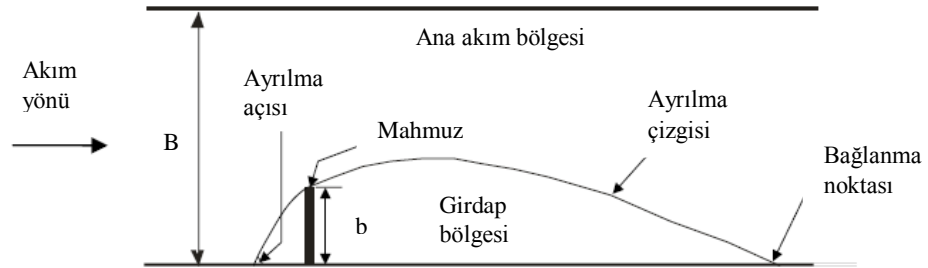 Ana akım bölgesi
Akım
yönü
Ayrılma
açısı
Ayrılma
çizgisi
B
Mahmuz
Bağlanma
noktası
b
Girdap
bölgesi